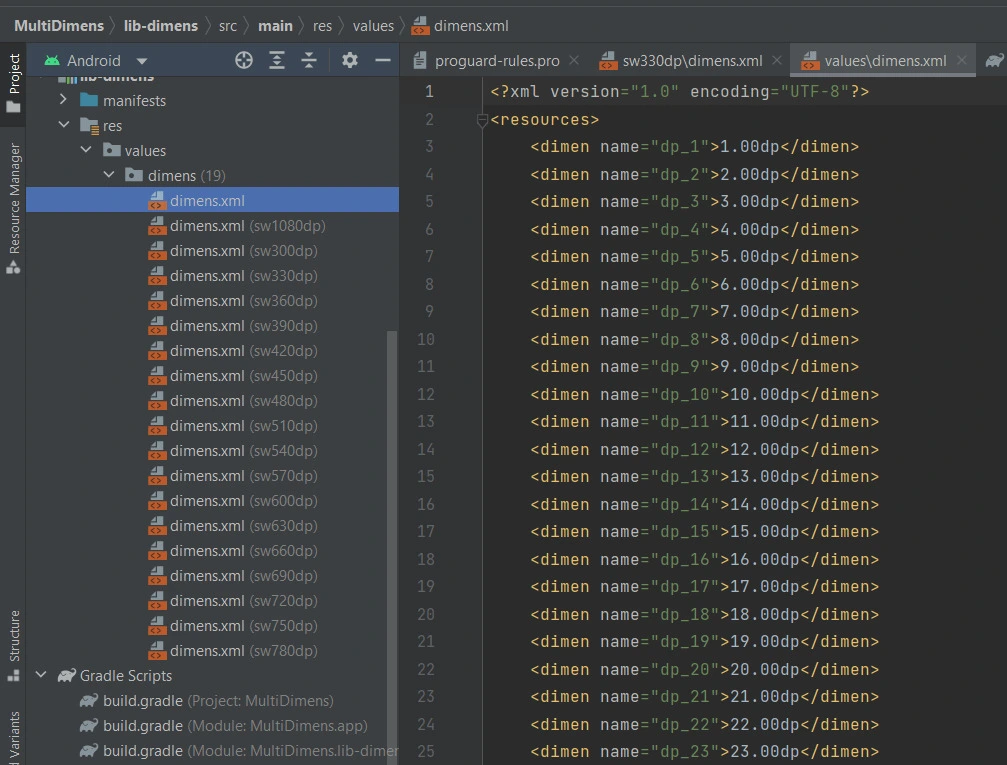 MultiDimens lib-dimens src main res values dimens.xml
Project
Resource Manager
Structure
Variants
Android
lib-dimens
manifests
res
values
dimens (19)
dimens.xml
dimens.xml (sw1080dp)
dimens.xml (sw300dp)
dimens.xml (sw330dp)
dimens.xml (sw360dp)
dimens.xml (sw390dp)
dimens.xml (sw420dp)
dimens.xml (sw450dp)
dimens.xml (sw480dp)
dimens.xml (sw510dp)
dimens.xml (sw540dp)
dimens.xml (sw570dp)
dimens.xml (sw600dp)
dimens.xml (sw630dp)
dimens.xml (sw660dp)
dimens.xml (sw690dp)
dimens.xml (sw720dp)
dimens.xml (sw750dp)
dimens.xml (sw780dp)
Gradle Scripts
build.gradle (Project: MultiDimens)
build.gradle (Module: MultiDimens.app)
build.gradle (Module: MultiDimens.lib-dimen
proguard-rules.pro sw330dp\dimens.xml values\dimens.xml
1 <?xml version="1.0" encoding="UTF-8"?>
2 <resources>
3 <dimen name="dp_1">1.00dp</dimen>
4 <dimen name="dp_2">2.00dp</dimen>
5 <dimen name="dp_3">3.00dp</dimen>
6 <dimen name="dp_4">4.00dp</dimen>
7 <dimen name="dp_5">5.00dp</dimen>
8 <dimen name="dp_6">6.00dp</dimen>
9 <dimen name="dp_7">7.00dp</dimen>
10 <dimen name="dp_8">8.00dp</dimen>
11 <dimen name="dp_9">9.00dp</dimen>
12 <dimen name="dp_10">10.00dp</dimen>
13 <dimen name="dp_11">11.00dp</dimen>
14 <dimen name="dp_12">12.00dp</dimen>
15 <dimen name="dp_13">13.00dp</dimen>
16 <dimen name="dp_14">14.00dp</dimen>
17 <dimen name="dp_15">15.00dp</dimen>
18 <dimen name="dp_16">16.00dp</dimen>
19 <dimen name="dp_17">17.00dp</dimen>
20 <dimen name="dp_18">18.00dp</dimen>
21 <dimen name="dp_19">19.00dp</dimen>
22 <dimen name="dp_20">20.00dp</dimen>
23 <dimen name="dp_21">21.00dp</dimen>
24 <dimen name="dp_22">22.00dp</dimen>
25 <dimen name="dp_23">23.00dp</dimen>